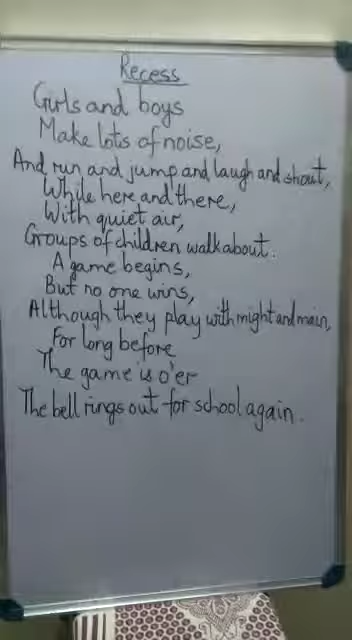 Recess
Girls and boys
Make lots of noise,
And run and jump and laugh and shout,
While here and there,
With quiet air,
Groups of children walk about.
A game begins,
But no one wins,
Although they play with might and main,
For long before
The game is o'er
The bell rings out for school again.